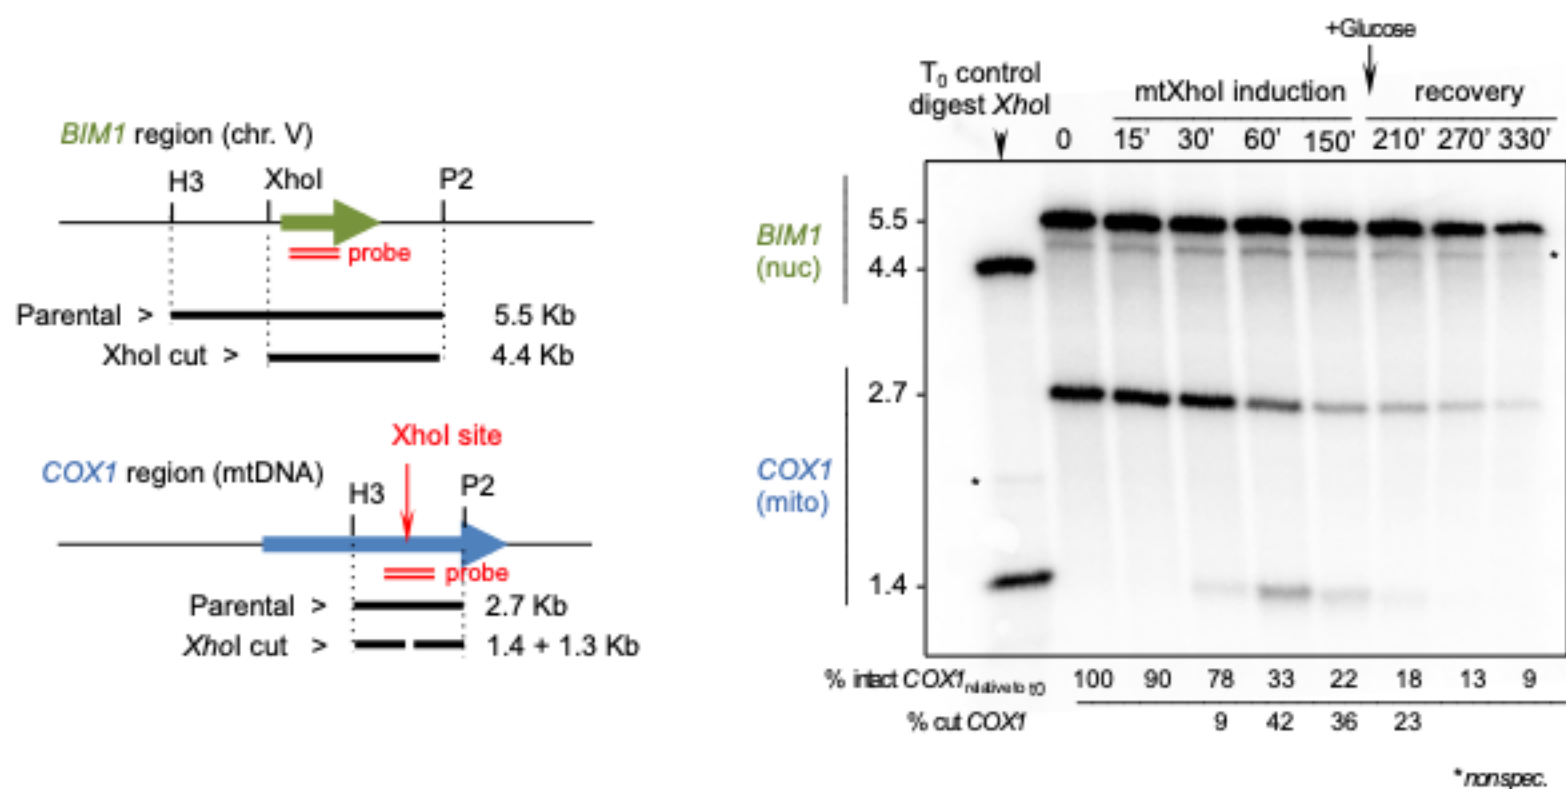 BIM1 region (chr. V)
H3 XhoI P2
probe
Parental > 5.5 Kb
XhoI cut > 4.4 Kb
XhoI site
COX1 region (mtDNA)
H3 P2
probe
Parental > 2.7 Kb
XhoI cut > 1.4 + 1.3 Kb
+Glucose
T0 control
digest XhoI
mtXhoI induction recovery
0 15' 30' 60' 150' 210' 270' 330'
BIM1
(nuc)
5.5
4.4
*
2.7
COX1
(mito)
*
1.4
% intact COX1 relative to t0 100 90 78 33 22 18 13 9
% cut COX1 9 42 36 23
* nonspec.